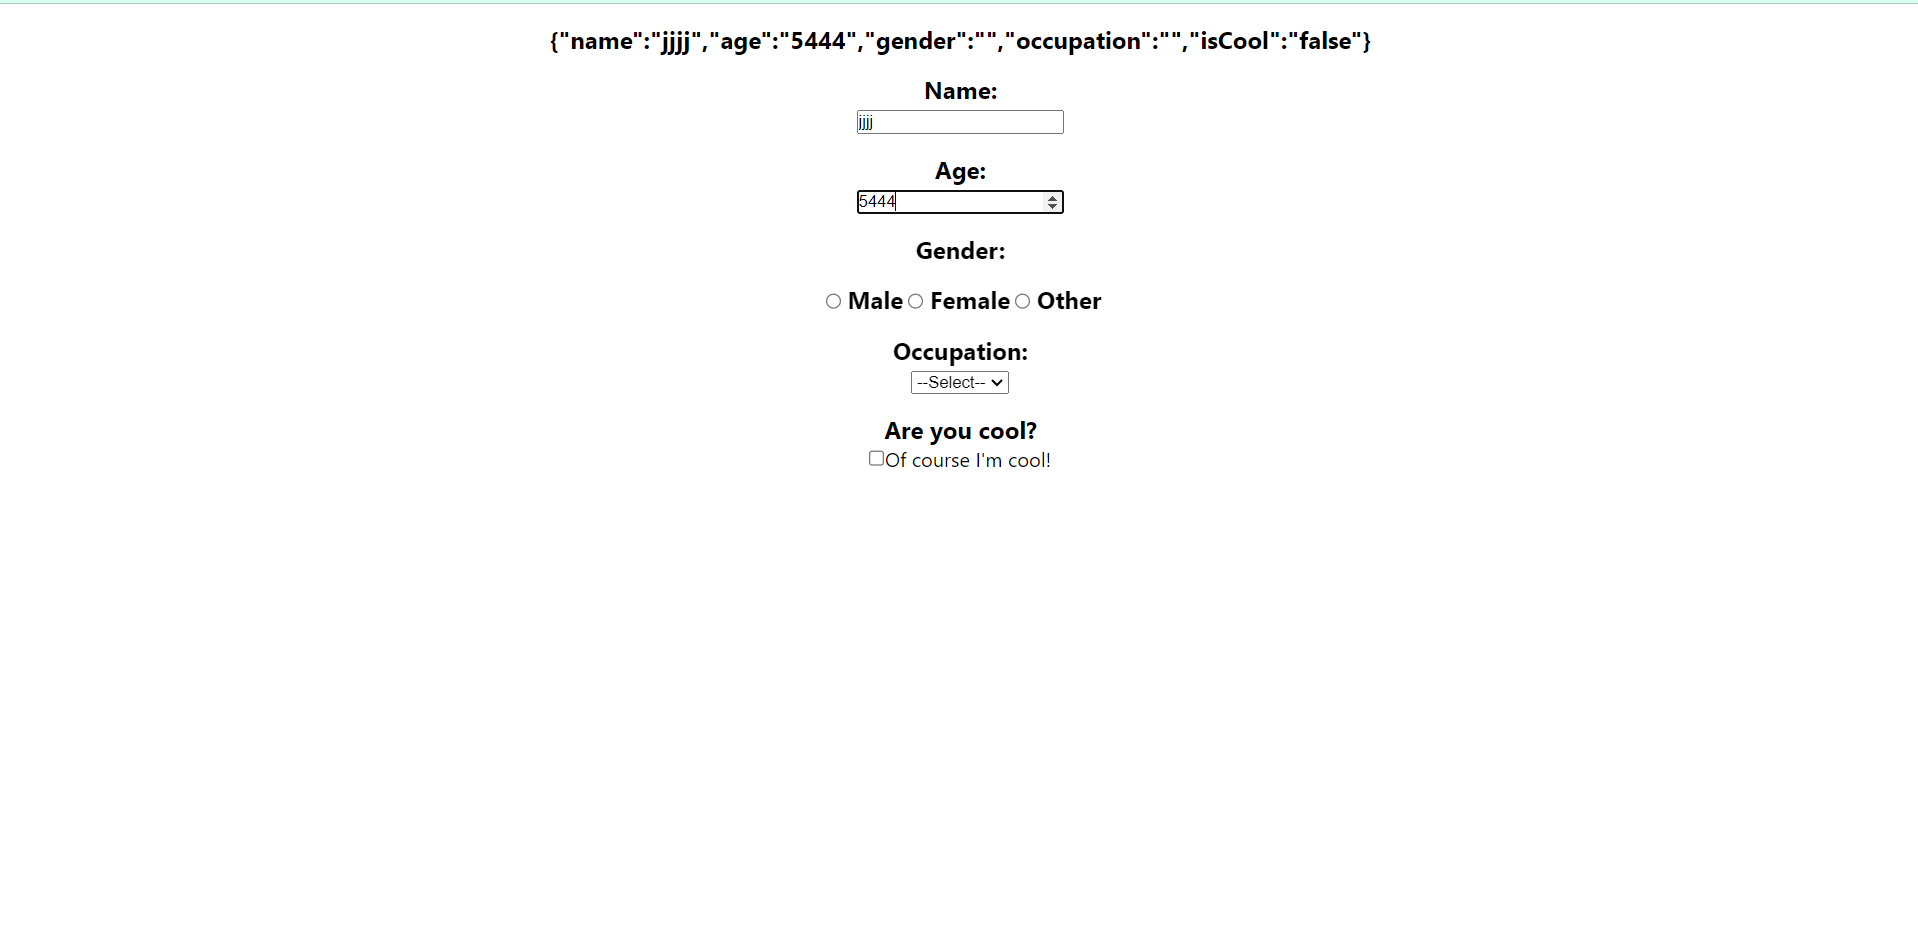 {"name":"jjjj","age":"5444","gender":"","occupation":"","isCool":"false"}
Name:
jjjj
Age:
5444
Gender:
Male Female Other
Occupation:
--Select--
Are you cool?
Of course I'm cool!